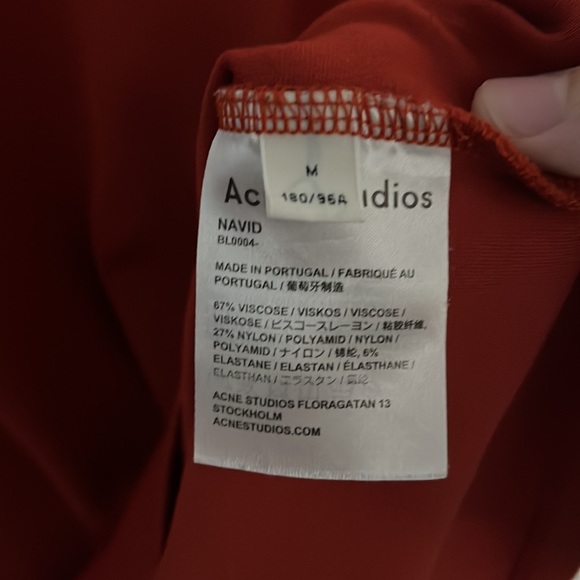 M
180/96A
Ac udios
NAVID
BL0004-
MADE IN PORTUGAL / FABRIQUÉ AU
PORTUGAL / 葡萄牙制造
67% VISCOSE / VISKOS / VISCOSE /
VISKOSE / ビスコースレーヨン / 粘胶纤维,
27% NYLON / POLYAMID / NYLON /
POLYAMID / ナイロン / 锦纶, 6%
ELASTANE / ELASTAN / ÉLASTHANE /
ELASTHAN / エラスタン / 氨纶
ACNE STUDIOS FLORAGATAN 13
STOCKHOLM
ACNESTUDIOS.COM